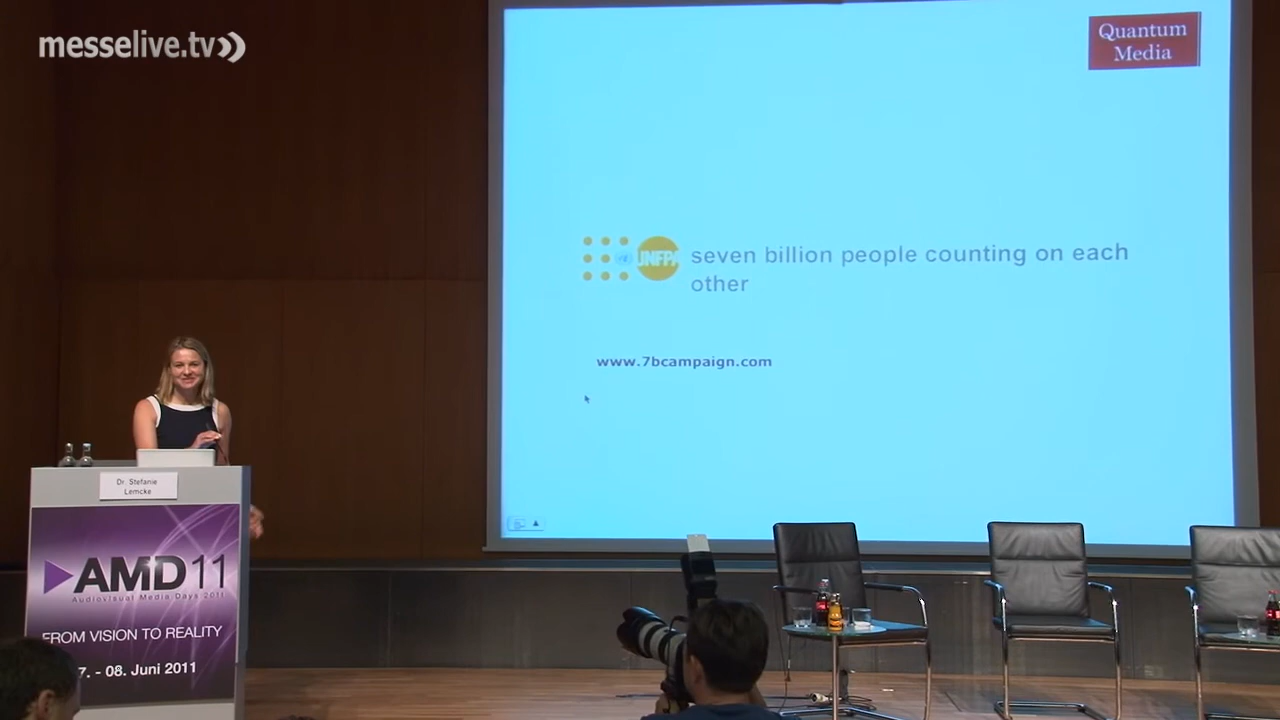 messelive.tv
Quantum
Media
UNFPA
seven billion people counting on each
other
www.7bcampaign.com
Dr. Stefanie
Lemcke
AMD11
Audiovisual Media Days 2011
FROM VISION TO REALITY
7. - 08. Juni 2011